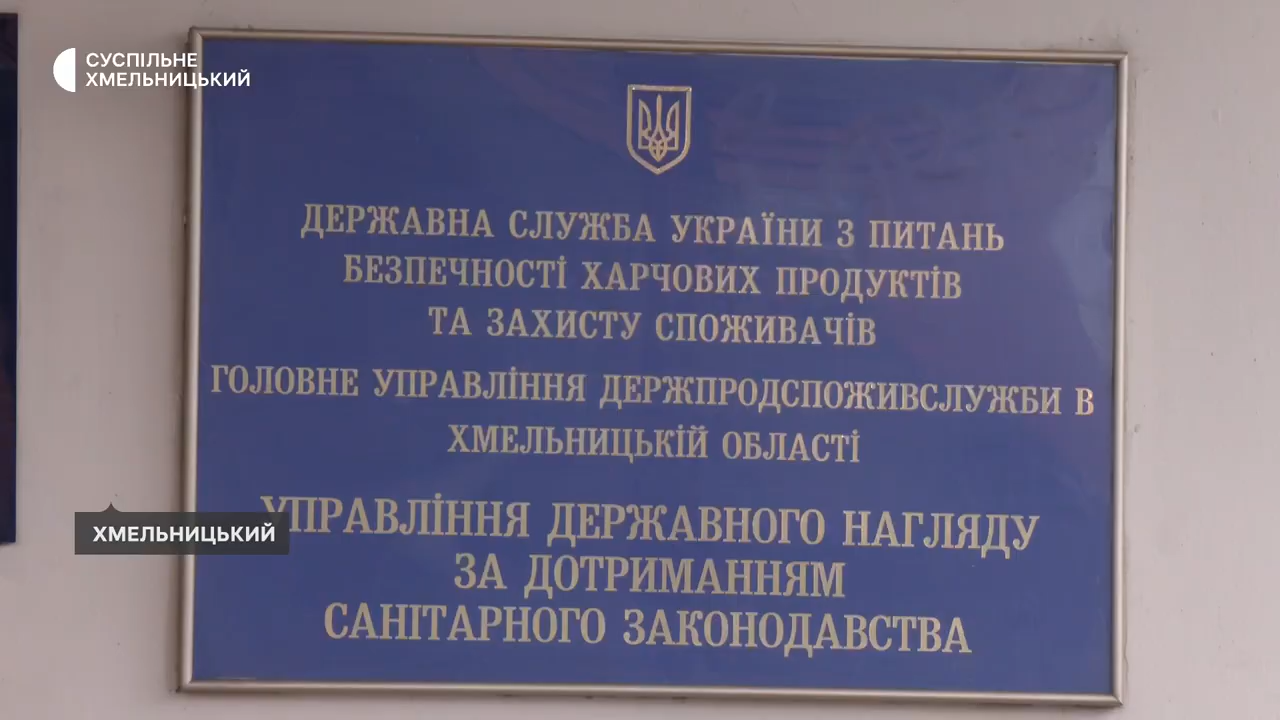 СУСПІЛЬНЕ
ХМЕЛЬНИЦЬКИЙ
ДЕРЖАВНА СЛУЖБА УКРАЇНИ З ПИТАНЬ
БЕЗПЕЧНОСТІ ХАРЧОВИХ ПРОДУКТІВ
ТА ЗАХИСТУ СПОЖИВАЧІВ
ГОЛОВНЕ УПРАВЛІННЯ ДЕРЖПРОДСПОЖИВСЛУЖБИ В
ХМЕЛЬНИЦЬКІЙ ОБЛАСТІ
УПРАВЛІННЯ ДЕРЖАВНОГО НАГЛЯДУ
ХМЕЛЬНИЦЬКИЙ
ЗА ДОТРИМАННЯМ
САНІТАРНОГО ЗАКОНОДАВСТВА